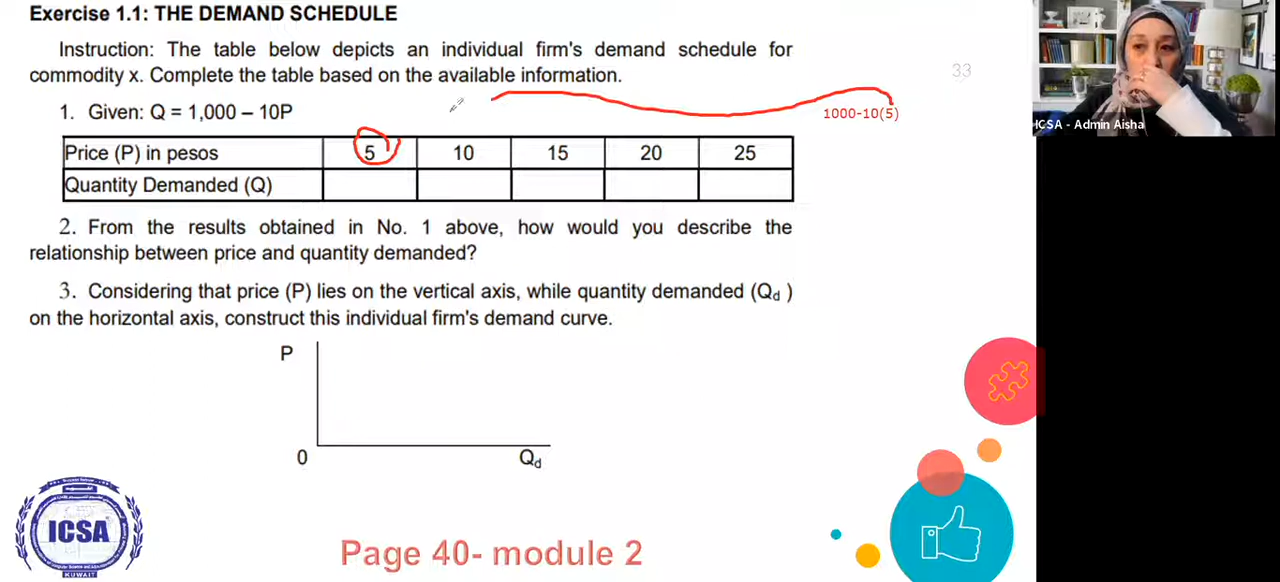 Exercise 1.1: THE DEMAND SCHEDULE
Instruction: The table below depicts an individual firm's demand schedule for
commodity x. Complete the table based on the available information.
33
1. Given: Q = 1,000 – 10P
1000-10(5)
ICSA - Admin Aisha
Price (P) in pesos 5 10 15 20 25
Quantity Demanded (Q)
2. From the results obtained in No. 1 above, how would you describe the
relationship between price and quantity demanded?
3. Considering that price (P) lies on the vertical axis, while quantity demanded (Qd )
on the horizontal axis, construct this individual firm's demand curve.
P
0
Qd
ICSA
KUWAIT
Page 40- module 2